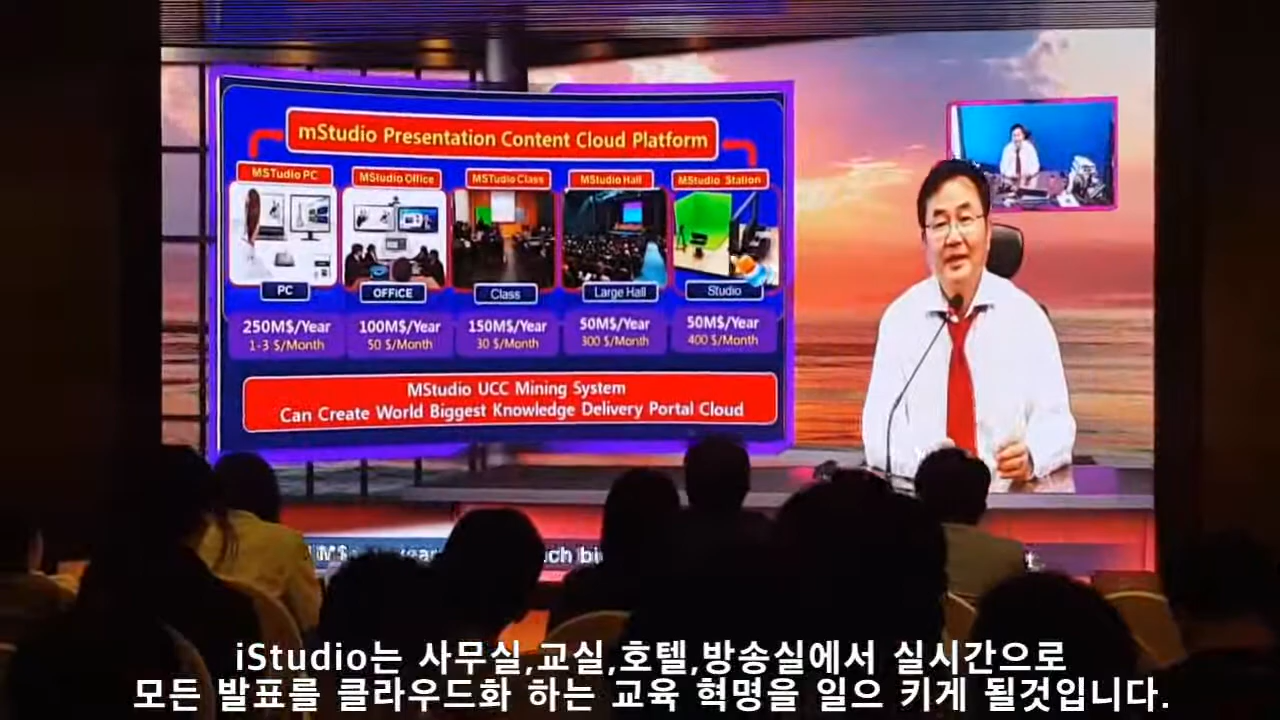 mStudio Presentation Content Cloud Platform
MSTudio PC
MSTudio Office
MSTudio Class
MStudio Hall
MStudio Station
PC
OFFICE
Class
Large Hall
Studio
250M$/Year
100M$/Year
150M$/Year
50M$/Year
50M$/Year
1-3 $/Month
50 $/Month
30 $/Month
300 $/Month
400 $/Month
MStudio UCC Mining System
Can Create World Biggest Knowledge Delivery Portal Cloud
iStudio는 사무실,교실,호텔,방송실에서 실시간으로
모든 발표를 클라우드화 하는 교육 혁명을 일으 키게 될것입니다.